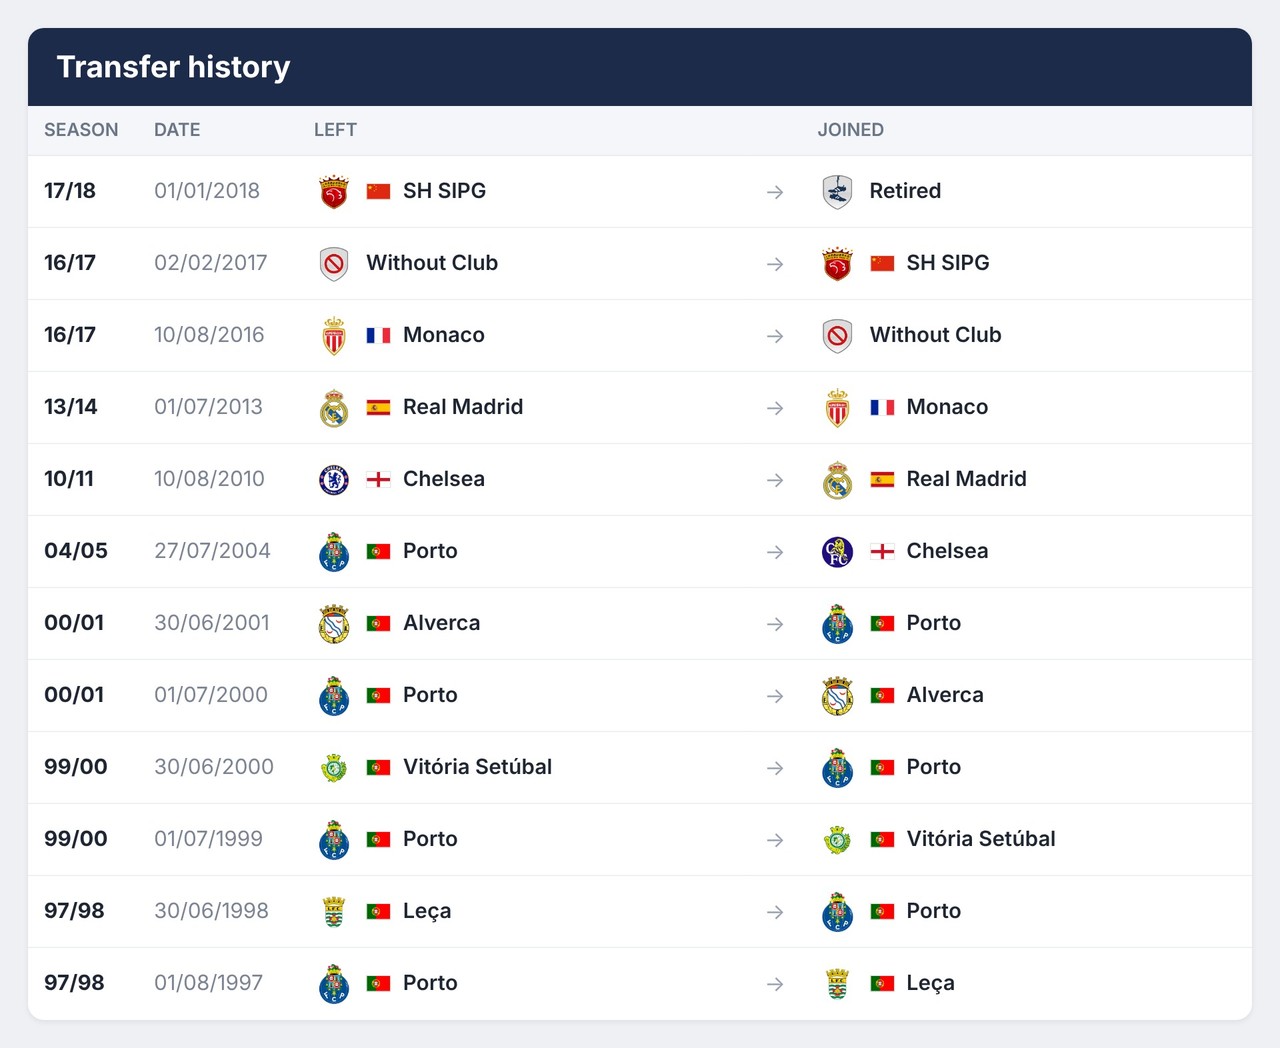 Transfer history
SEASON DATE LEFT JOINED
17/18 01/01/2018 SH SIPG → Retired
16/17 02/02/2017 Without Club → SH SIPG
16/17 10/08/2016 Monaco → Without Club
13/14 01/07/2013 Real Madrid → Monaco
10/11 10/08/2010 Chelsea → Real Madrid
04/05 27/07/2004 Porto → Chelsea
00/01 30/06/2001 Alverca → Porto
00/01 01/07/2000 Porto → Alverca
99/00 30/06/2000 Vitória Setúbal → Porto
99/00 01/07/1999 Porto → Vitória Setúbal
97/98 30/06/1998 Leça → Porto
97/98 01/08/1997 Porto → Leça